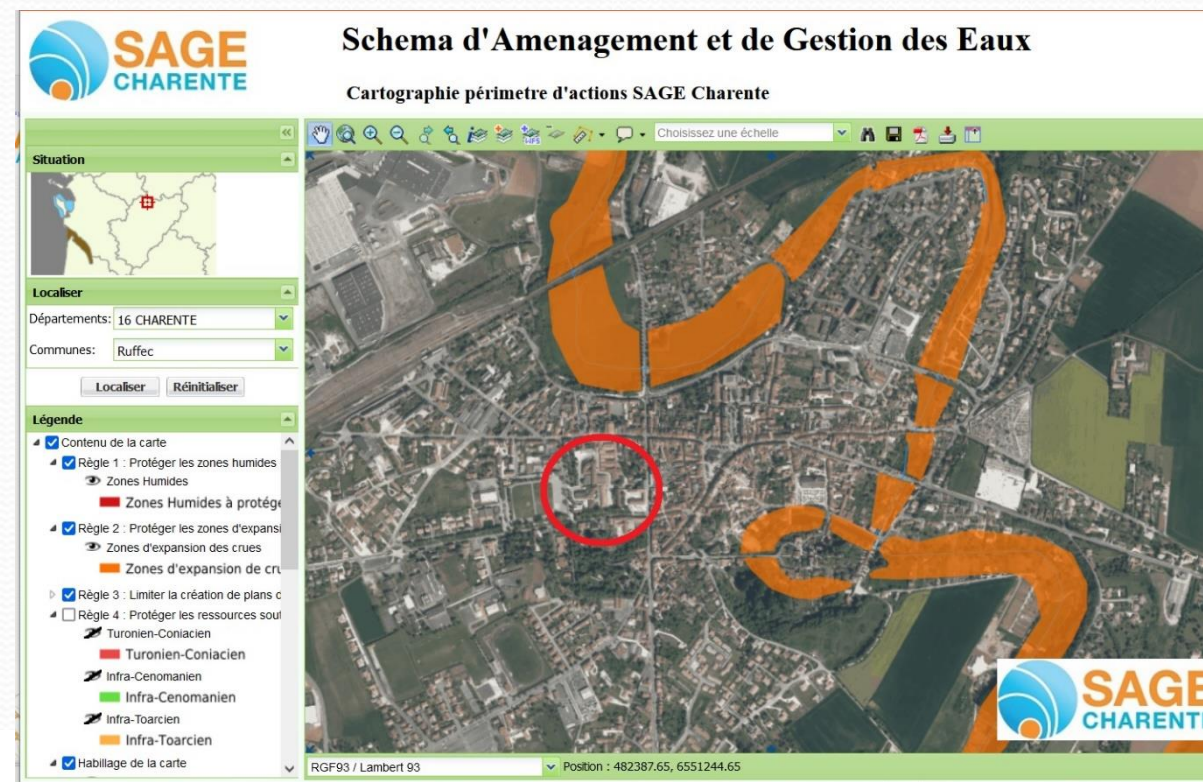 SAGE
CHARENTE
Schema d'Amenagement et de Gestion des Eaux
Cartographie périmetre d'actions SAGE Charente
Choisissez une échelle
WFS
Situation
Localiser
Départements: 16 CHARENTE
Communes: Ruffec
Localiser Réinitialiser
Légende
Contenu de la carte
Règle 1 : Protéger les zones humides
Zones Humides
Zones Humides à protége
Règle 2 : Protéger les zones d'expansi
Zones d'expansion des crues
Zones d'expansion de cru
Règle 3 : Limiter la création de plans d
Règle 4 : Protéger les ressources sout
Turonien-Coniacien
Turonien-Coniacien
Infra-Cenomanien
Infra-Cenomanien
Infra-Toarcien
Infra-Toarcien
Habillage de la carte
SAGE
CHARENTE
RGF93 / Lambert 93
Position : 482387.65, 6551244.65